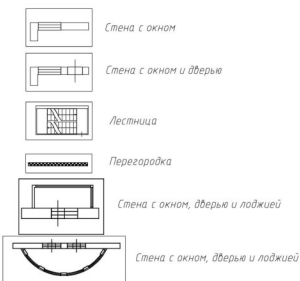 Стена с окном
Стена с окном и дверью
Лестница
Перегородка
Стена с окном, дверью и лоджией
Стена с окном, дверью и лоджией